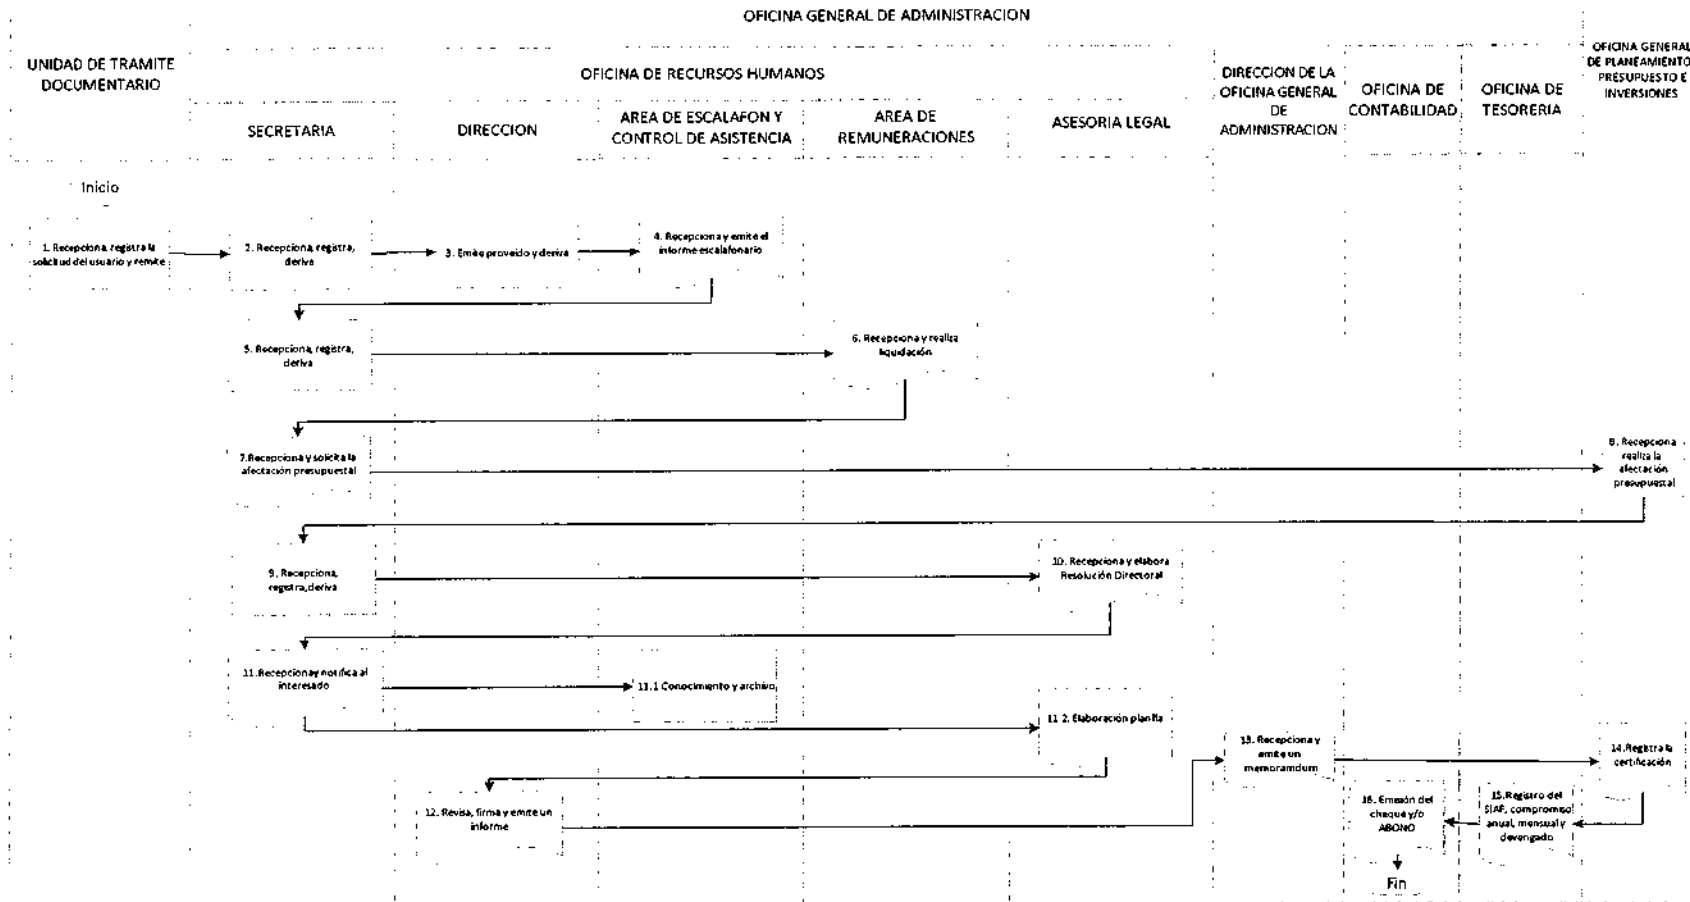 OFICINA GENERAL DE ADMINISTRACION
UNIDAD DE TRAMITE
DOCUMENTARIO
OFICINA DE RECURSOS HUMANOS
DIRECCION DE LA
OFICINA GENERAL
DE
ADMINISTRACION
OFICINA DE
CONTABILIDAD
OFICINA DE
TESORERIA
OFICINA GENERAL
DE PLANEAMIENTO
PRESUPUESTO E
INVERSIONES
SECRETARIA
DIRECCION
AREA DE ESCALAFON Y
CONTROL DE ASISTENCIA
AREA DE
REMUNERACIONES
ASESORIA LEGAL
Inicio
1. Recepciona, registra la
solicitud del usuario y remite
2. Recepciona, registra,
deriva
3. Emite proveido y deriva
4. Recepciona y emite el
informe escalafonario
5. Recepciona, registra,
deriva
6. Recepciona y realiza
liquidación
7.Recepciona y solicita la
afectación presupuestal
8. Recepciona
realiza la
afectación
presupuestal
9. Recepciona,
registra,deriva
10. Recepciona y elabora
Resolución Directoral
11.Recepciona y notifica al
interesado
11.1 Conocimiento y archivo
11.2. Elaboración planilla
12. Revisa, firma y emite un
informe
13. Recepciona y
emite un
memoramdum
14.Registra la
certificación
15.Registro del
SIAF, compromiso
anual, mensual y
devengado
16. Emisión del
cheque y/o
ABONO
Fin